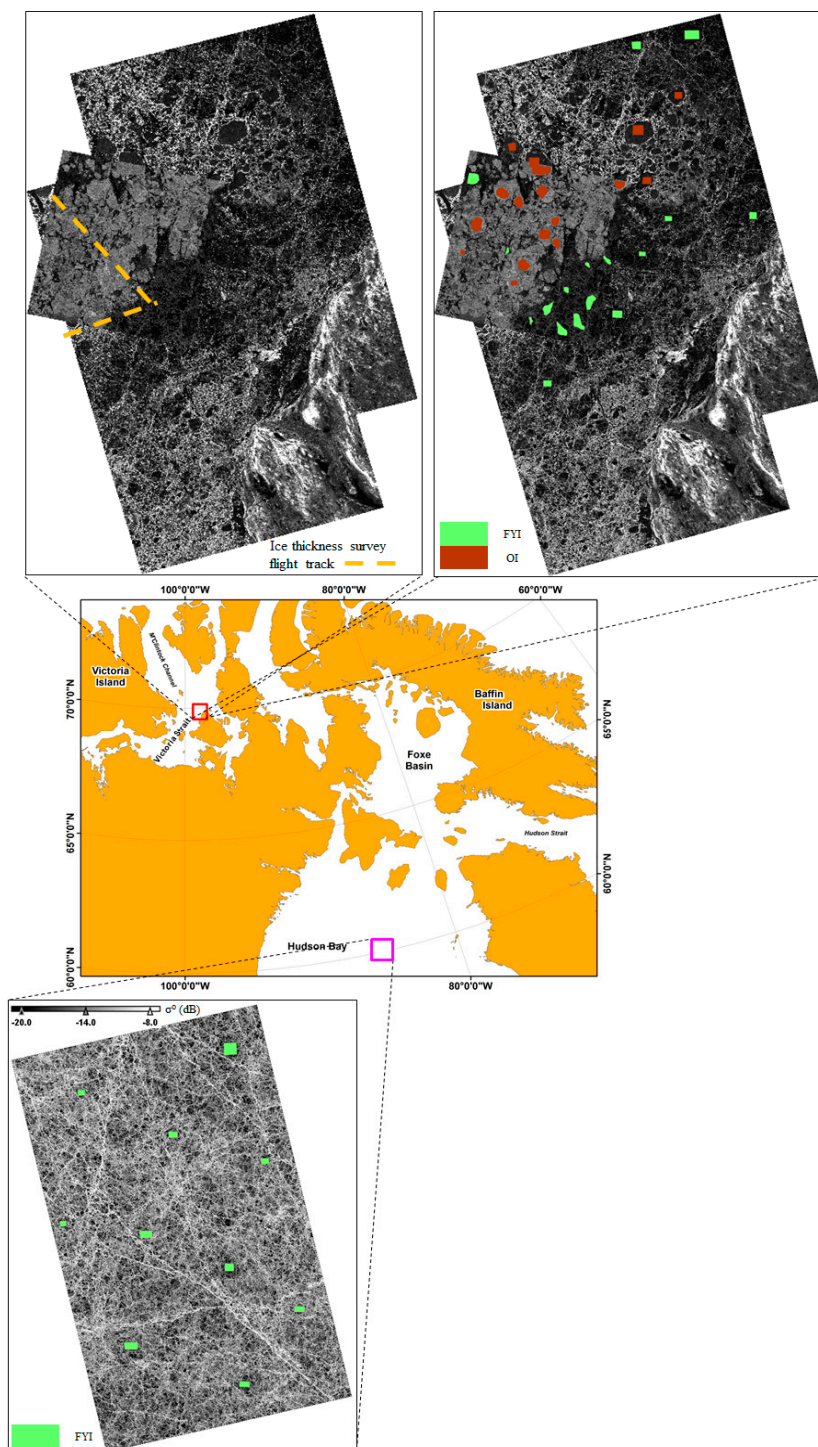 Ice thickness survey
flight track
FYI
OI
100°0'0"W
80°0'0"W
60°0'0"W
70°0'0"N
65°0'0"N
60°0'0"N
65°0'0"N
60°0'0"N
M'Clintock Channel
Victoria
Island
Victoria Strait
Baffin
Island
Foxe
Basin
Hudson Strait
Hudson Bay
100°0'0"W
80°0'0"W
σ° (dB)
-20.0
-14.0
-8.0
FYI